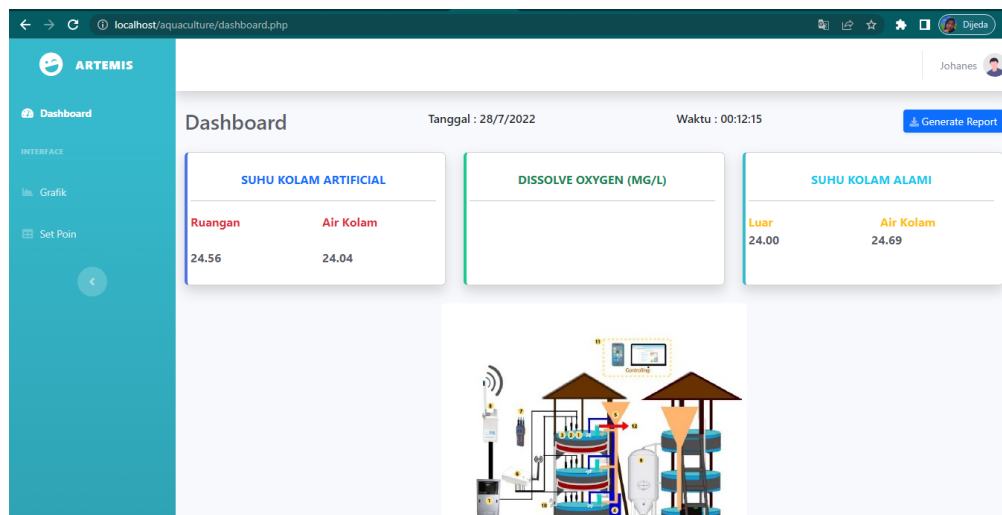 localhost/aquaculture/dashboard.php
Dijeda
ARTEMIS
Johanes
Dashboard
INTERFACE
Grafik
Set Poin
Dashboard
Tanggal : 28/7/2022
Waktu : 00:12:15
Generate Report
SUHU KOLAM ARTIFICIAL
Ruangan Air Kolam
24.56 24.04
DISSOLVE OXYGEN (MG/L)
SUHU KOLAM ALAMI
Luar Air Kolam
24.00 24.69
11
Controlling
12